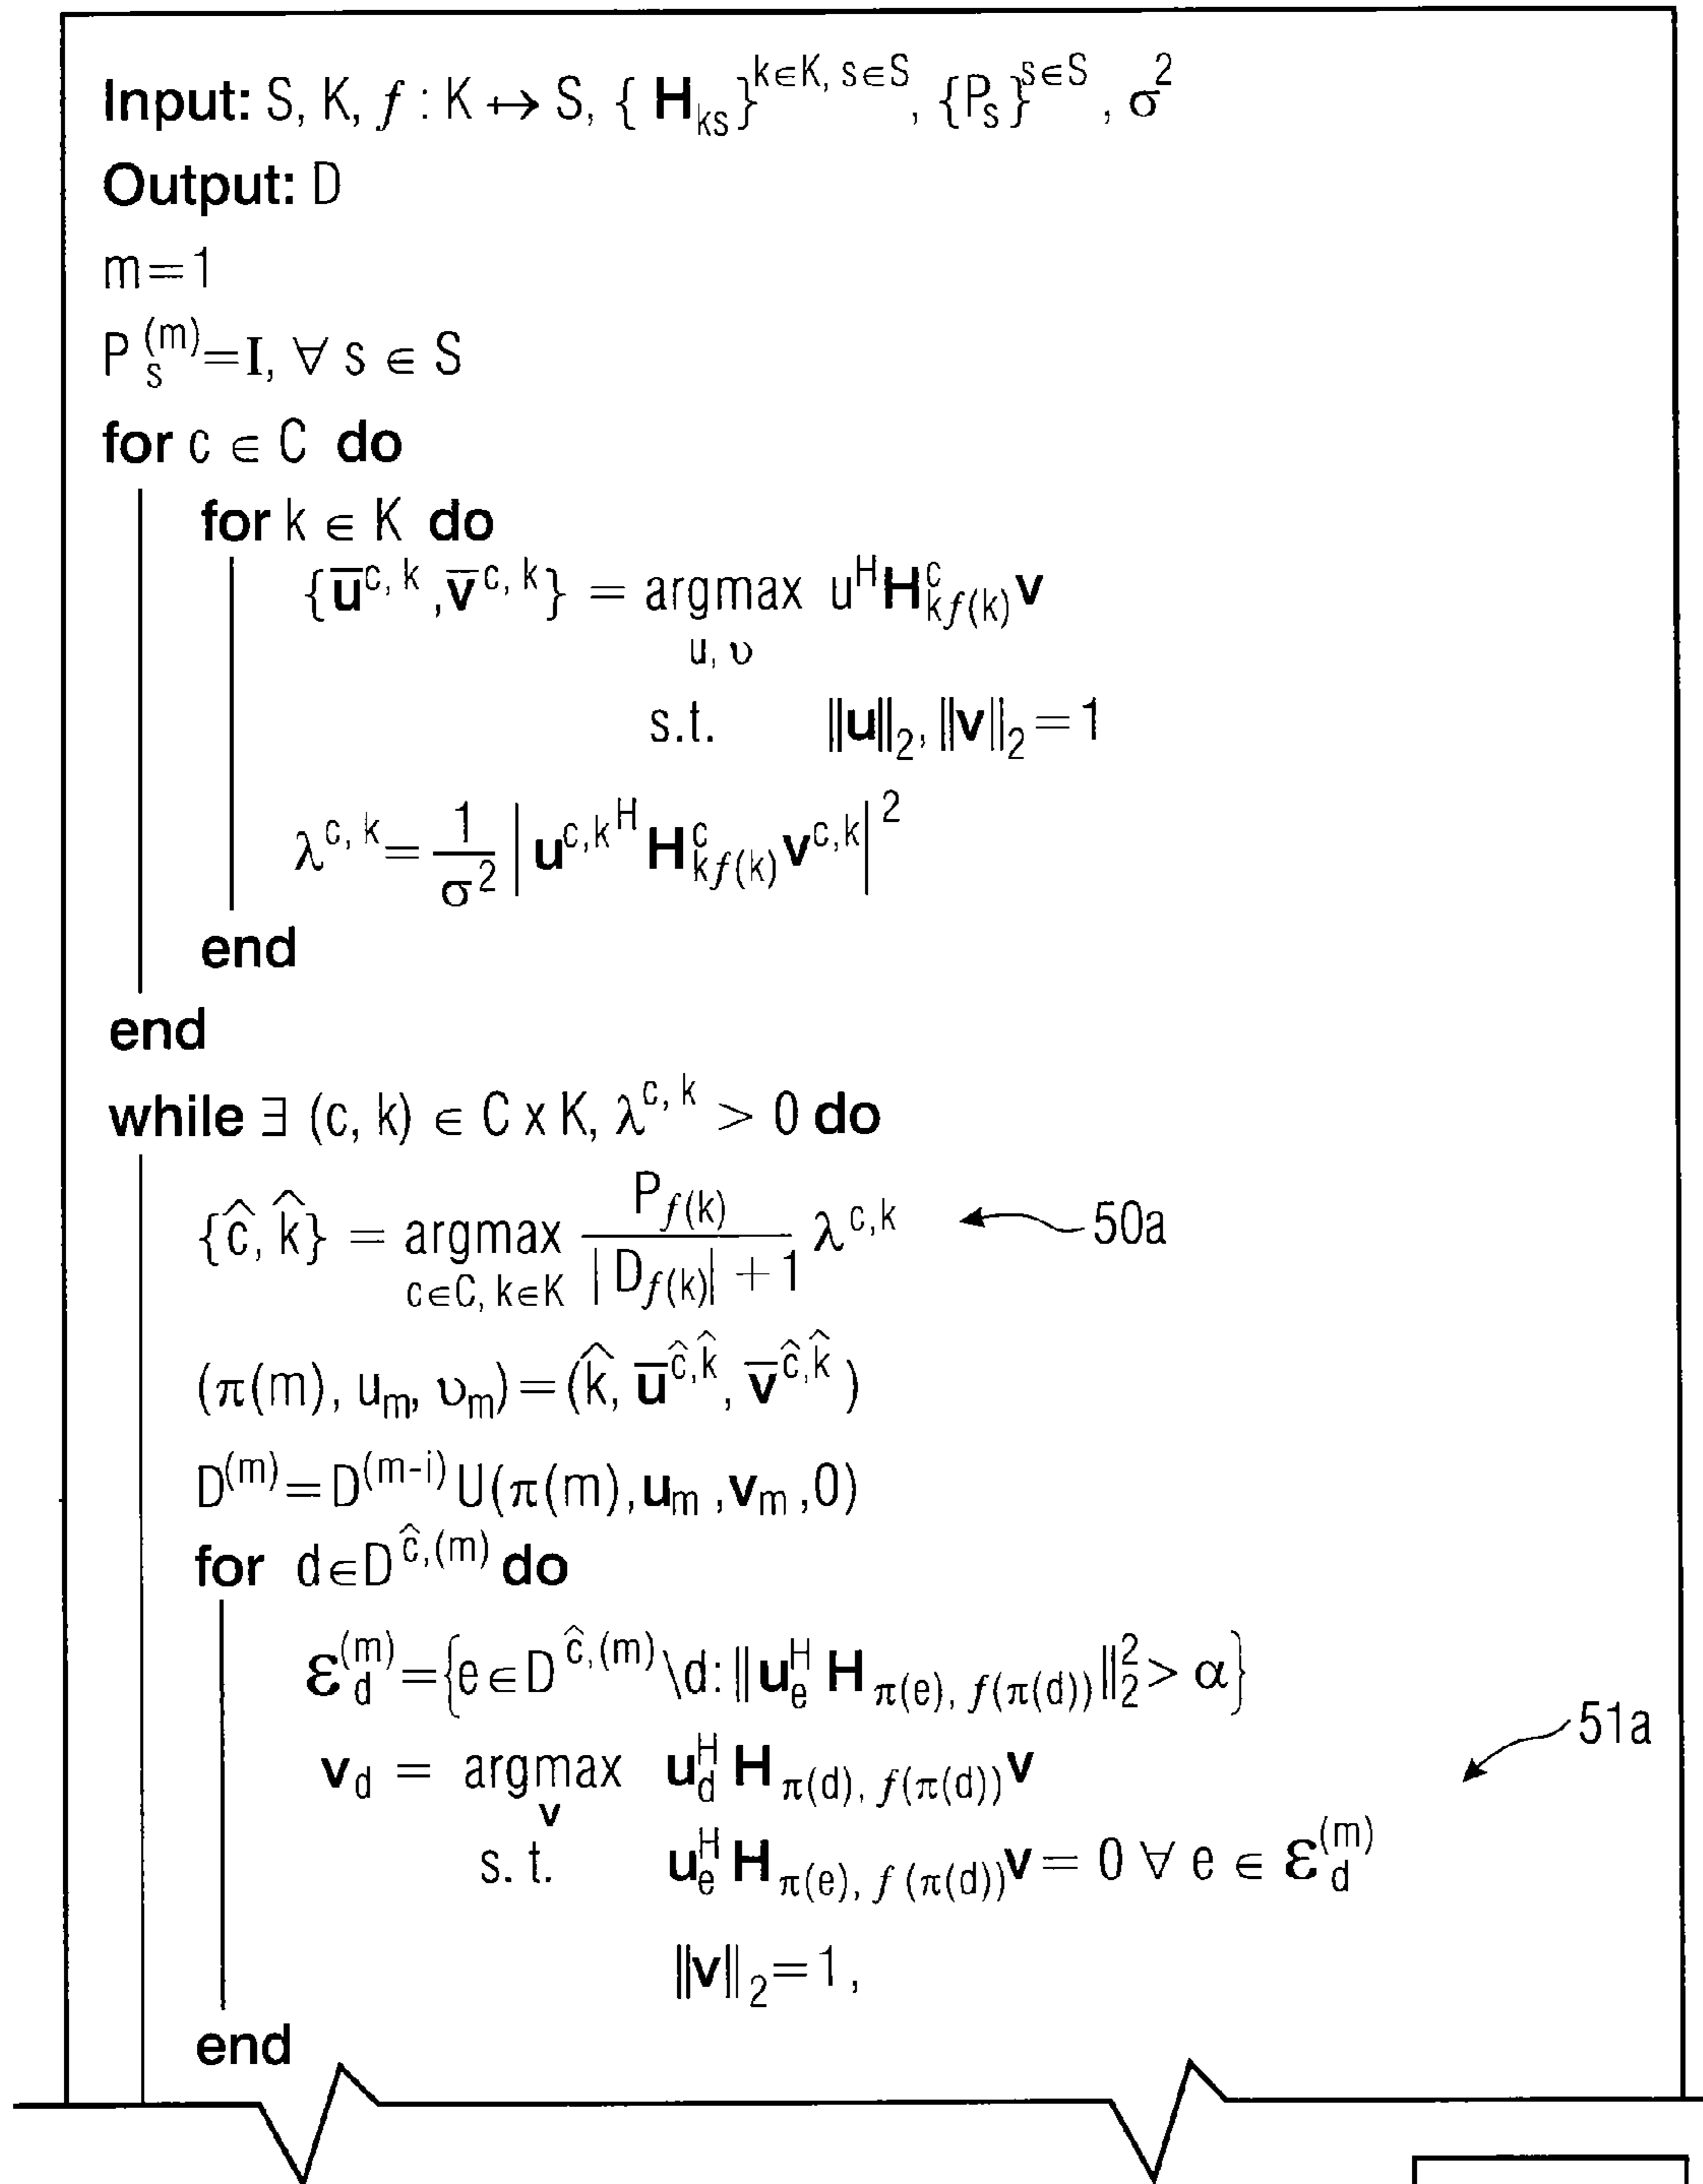 Input: S, K, f : K ↦ S, { H_ks }^{k∈K, s∈S}, {P_s}^{s∈S}, σ^2
Output: D
m=1
P_s^{(m)}=I, ∀ s ∈ S
for c ∈ C do
for k ∈ K do
{u̅^{c, k}, v̅^{c, k}} = argmax_{u, υ} u^H H^c_{kf(k)} v
s.t. ‖u‖_2, ‖v‖_2=1
λ^{c, k}= 1/σ^2 | u^{c,k^H} H^c_{kf(k)} v^{c,k} |^2
end
end
while ∃ (c, k) ∈ C x K, λ^{c, k} > 0 do
{ĉ, k̂} = argmax_{c∈C, k∈K} P_{f(k)} / (| D_{f(k)}| +1) λ^{c,k} 50a
(π(m), u_m, υ_m)=(k̂, u̅^{ĉ,k̂}, v̅^{ĉ,k̂})
D^{(m)}=D^{(m-i)} U(π(m),u_m ,v_m ,0)
for d∈D^{ĉ,(m)} do
ε_d^{(m)}={e∈D^{ĉ,(m)}\d: ‖u_e^H H_{π(e), f(π(d))}‖_2^2> α}
51a
v_d = argmax_v u_d^H H_{π(d), f(π(d))} v
s. t. u_e^H H_{π(e), f(π(d))} v= 0 ∀ e ∈ ε_d^{(m)}
‖v‖_2=1,
end